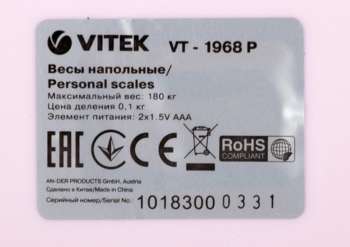 VITEK VT - 1968 P
Весы напольные/
Personal scales
Максимальный вес: 180 кг
Цена деления 0,1 кг
Элемент питания: 2x1.5V AAA
EAC CE RoHS
COMPLIANT
AN-DER PRODUCTS GmbH, Austria
Сделано в Китае/Made in China
Серийный номер/Serial No.: 1018300 0331